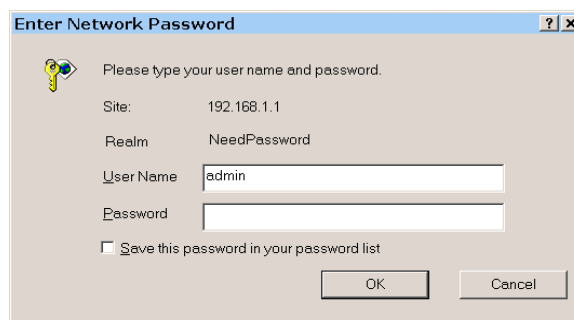 Enter Network Password
? x
Please type your user name and password.
Site: 192.168.1.1
Realm NeedPassword
User Name admin
Password
Save this password in your password list
OK Cancel